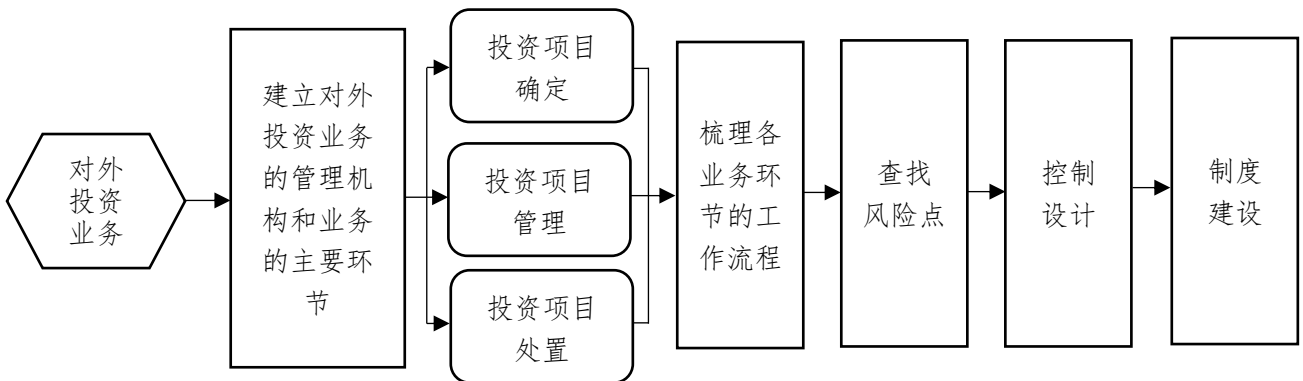 对外
投资
业务
建立对外
投资业务
的管理机
构和业务
的主要环
节
投资项目
确定
投资项目
管理
投资项目
处置
梳理各
业务环
节的工
作流程
查找
风险点
控制
设计
制度
建设